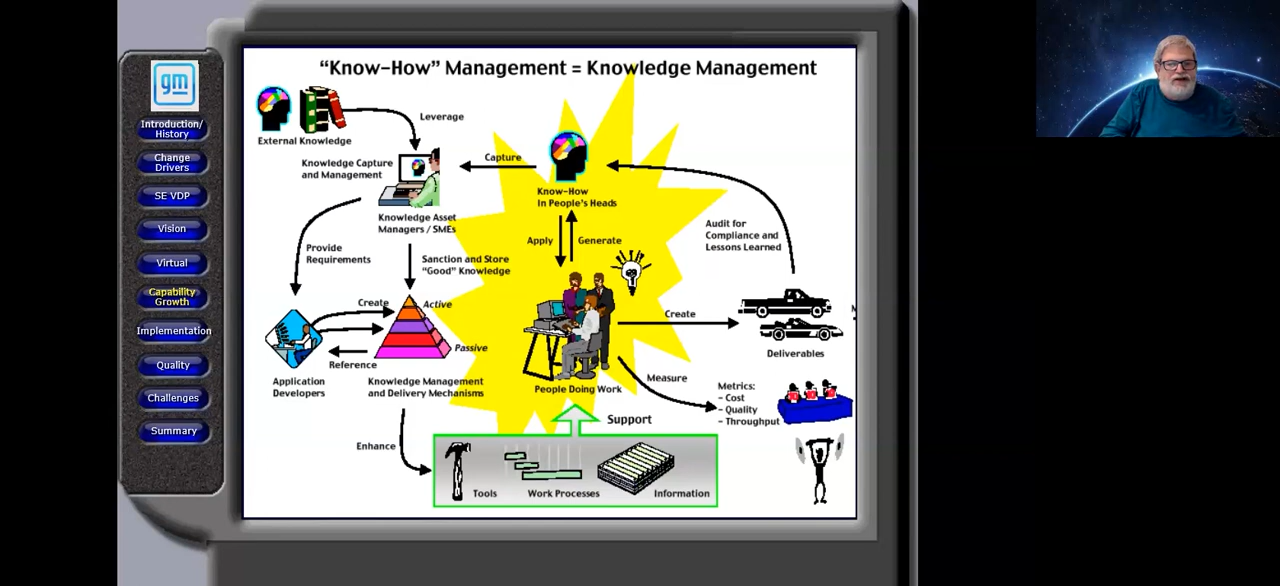 "Know-How" Management = Knowledge Management
gm
Introduction/
History
Change
Drivers
SE VDP
Vision
Virtual
Capability
Growth
Implementation
Quality
Challenges
Summary
External Knowledge
Leverage
Knowledge Capture
and Management
Capture
Know-How
In People's Heads
Knowledge Asset
Managers / SMEs
Audit for
Compliance and
Lessons Learned
Apply
Generate
Provide
Requirements
Sanction and Store
"Good" Knowledge
Create
Active
Passive
Reference
Create
Deliverables
Application
Developers
Knowledge Management
and Delivery Mechanisms
People Doing Work
Measure
Metrics:
- Cost
- Quality
- Throughput
Support
Enhance
Tools
Work Processes
Information